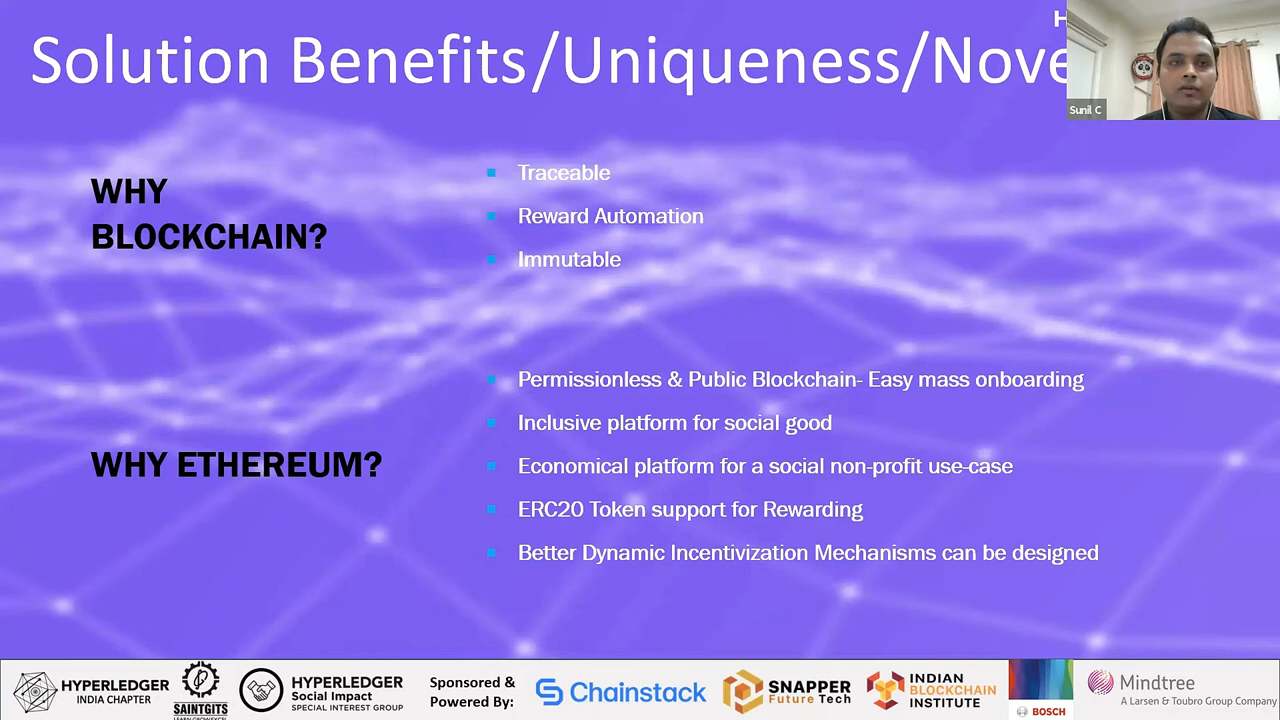 Solution Benefits/Uniqueness/Nove
H
Sunil C
WHY
BLOCKCHAIN?
Traceable
Reward Automation
Immutable
WHY ETHEREUM?
Permissionless & Public Blockchain- Easy mass onboarding
Inclusive platform for social good
Economical platform for a social non-profit use-case
ERC20 Token support for Rewarding
Better Dynamic Incentivization Mechanisms can be designed
HYPERLEDGER
INDIA CHAPTER
SAINTGITS
LEARN.GROW.EXCEL
HYPERLEDGER
Social Impact
SPECIAL INTEREST GROUP
Sponsored &
Powered By:
Chainstack
SNAPPER
Future Tech
INDIAN
BLOCKCHAIN
INSTITUTE
BOSCH
Mindtree
A Larsen & Toubro Group Company